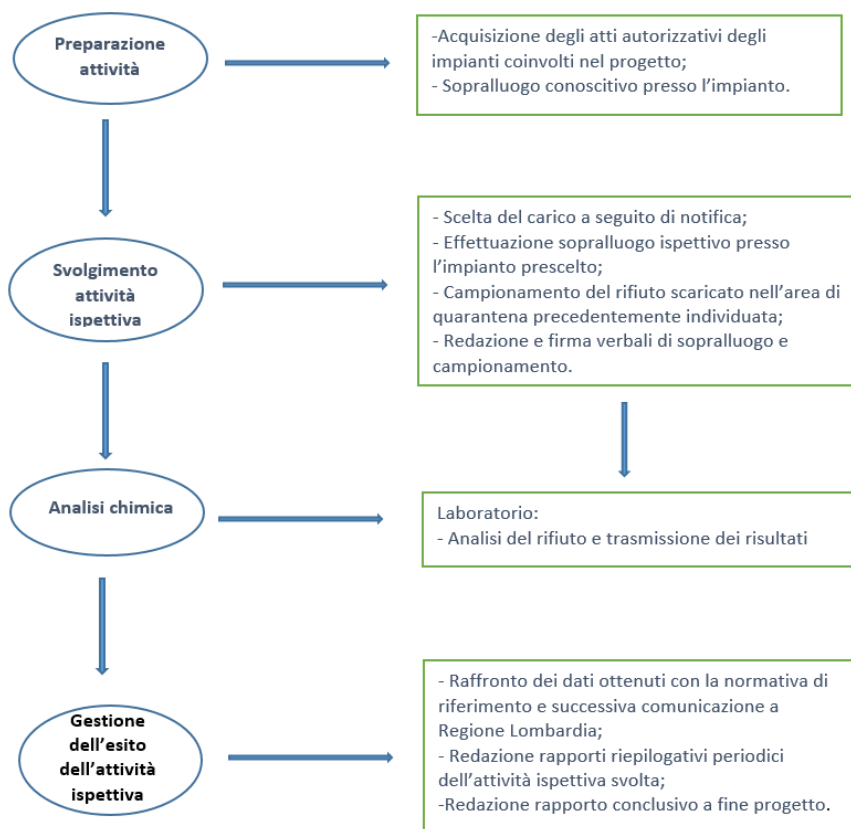 Preparazione
attività
-Acquisizione degli atti autorizzativi degli
impianti coinvolti nel progetto;
- Sopralluogo conoscitivo presso l'impianto.
Svolgimento
attività
ispettiva
- Scelta del carico a seguito di notifica;
- Effettuazione sopralluogo ispettivo presso
l'impianto prescelto;
- Campionamento del rifiuto scaricato nell'area di
quarantena precedentemente individuata;
- Redazione e firma verbali di sopralluogo e
campionamento.
Analisi chimica
Laboratorio:
- Analisi del rifiuto e trasmissione dei risultati
Gestione
dell'esito
dell'attività
ispettiva
- Raffronto dei dati ottenuti con la normativa di
riferimento e successiva comunicazione a
Regione Lombardia;
- Redazione rapporti riepilogativi periodici
dell'attività ispettiva svolta;
-Redazione rapporto conclusivo a fine progetto.